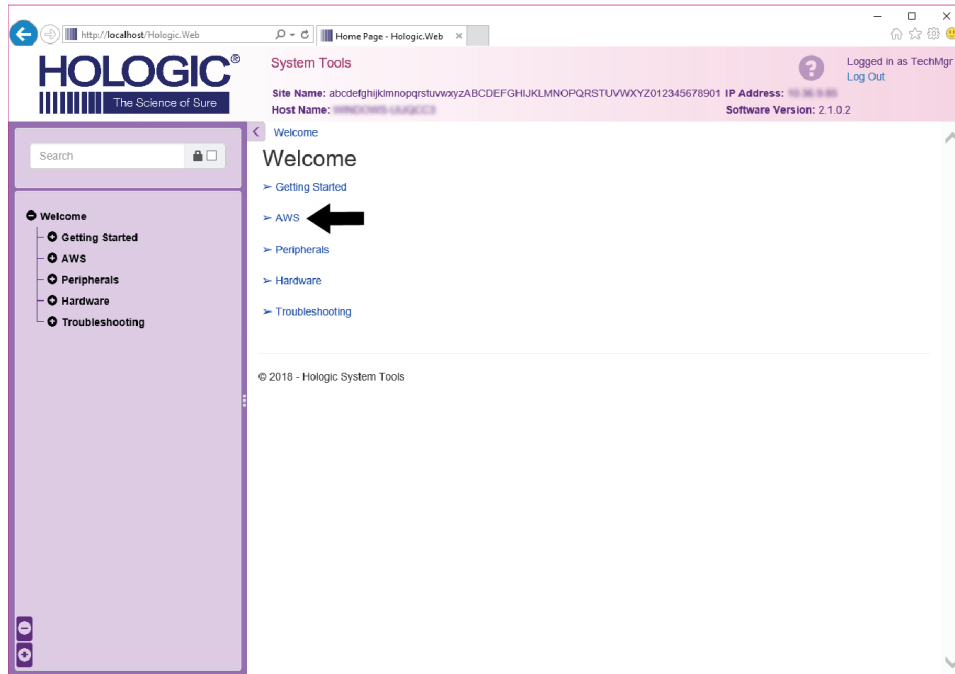 http://localhost/Hologic.Web
Home Page - Hologic.Web
HOLOGIC®
The Science of Sure
System Tools
Logged in as TechMgr
Log Out
Site Name: abcdefghijklmnopqrstuvwxyzABCDEFGHIJKLMNOPQRSTUVWXYZ012345678901 IP Address:
Host Name:
Software Version: 2.1.0.2
Search
Welcome
Getting Started
AWS
Peripherals
Hardware
Troubleshooting
Welcome
Welcome
➢ Getting Started
➢ AWS
➢ Peripherals
➢ Hardware
➢ Troubleshooting
© 2018 - Hologic System Tools